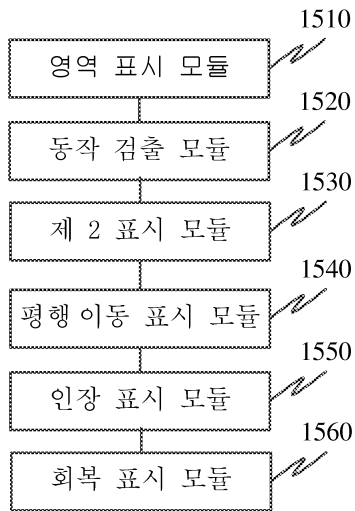 1510
영역 표시 모듈
1520
동작 검출 모듈
1530
제 2 표시 모듈
1540
평행 이동 표시 모듈
1550
인장 표시 모듈
1560
회복 표시 모듈